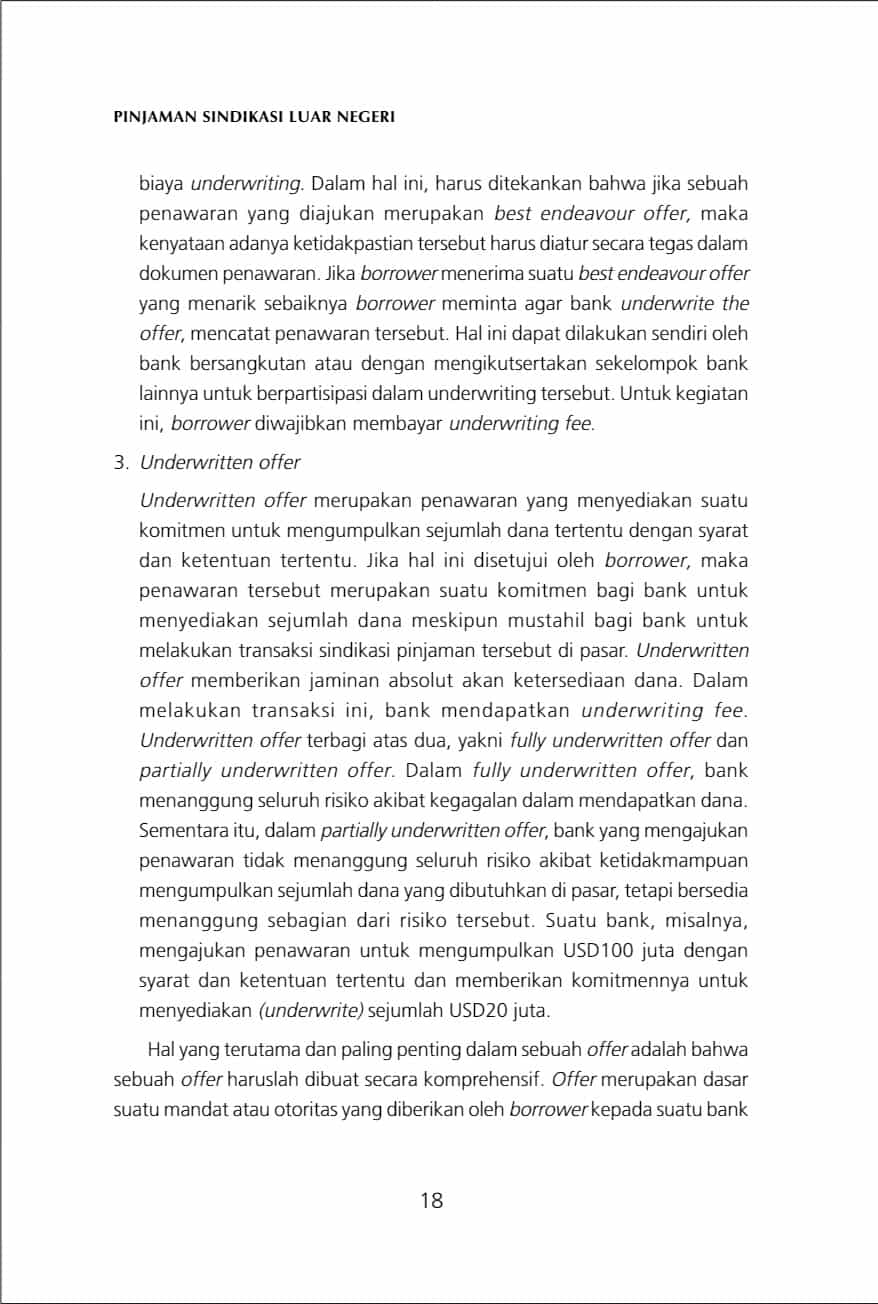 PINJAMAN SINDIKASI LUAR NEGERI
biaya underwriting. Dalam hal ini, harus ditekankan bahwa jika sebuah
penawaran yang diajukan merupakan best endeavour offer, maka
kenyataan adanya ketidakpastian tersebut harus diatur secara tegas dalam
dokumen penawaran. Jika borrower menerima suatu best endeavour offer
yang menarik sebaiknya borrower meminta agar bank underwrite the
offer, mencatat penawaran tersebut. Hal ini dapat dilakukan sendiri oleh
bank bersangkutan atau dengan mengikutsertakan sekelompok bank
lainnya untuk berpartisipasi dalam underwriting tersebut. Untuk kegiatan
ini, borrower diwajibkan membayar underwriting fee.
3. Underwritten offer
Underwritten offer merupakan penawaran yang menyediakan suatu
komitmen untuk mengumpulkan sejumlah dana tertentu dengan syarat
dan ketentuan tertentu. Jika hal ini disetujui oleh borrower, maka
penawaran tersebut merupakan suatu komitmen bagi bank untuk
menyediakan sejumlah dana meskipun mustahil bagi bank untuk
melakukan transaksi sindikasi pinjaman tersebut di pasar. Underwritten
offer memberikan jaminan absolut akan ketersediaan dana. Dalam
melakukan transaksi ini, bank mendapatkan underwriting fee.
Underwritten offer terbagi atas dua, yakni fully underwritten offer dan
partially underwritten offer. Dalam fully underwritten offer, bank
menanggung seluruh risiko akibat kegagalan dalam mendapatkan dana.
Sementara itu, dalam partially underwritten offer, bank yang mengajukan
penawaran tidak menanggung seluruh risiko akibat ketidakmampuan
mengumpulkan sejumlah dana yang dibutuhkan di pasar, tetapi bersedia
menanggung sebagian dari risiko tersebut. Suatu bank, misalnya,
mengajukan penawaran untuk mengumpulkan USD100 juta dengan
syarat dan ketentuan tertentu dan memberikan komitmennya untuk
menyediakan (underwrite) sejumlah USD20 juta.
Hal yang terutama dan paling penting dalam sebuah offer adalah bahwa
sebuah offer haruslah dibuat secara komprehensif. Offer merupakan dasar
suatu mandat atau otoritas yang diberikan oleh borrower kepada suatu bank
18